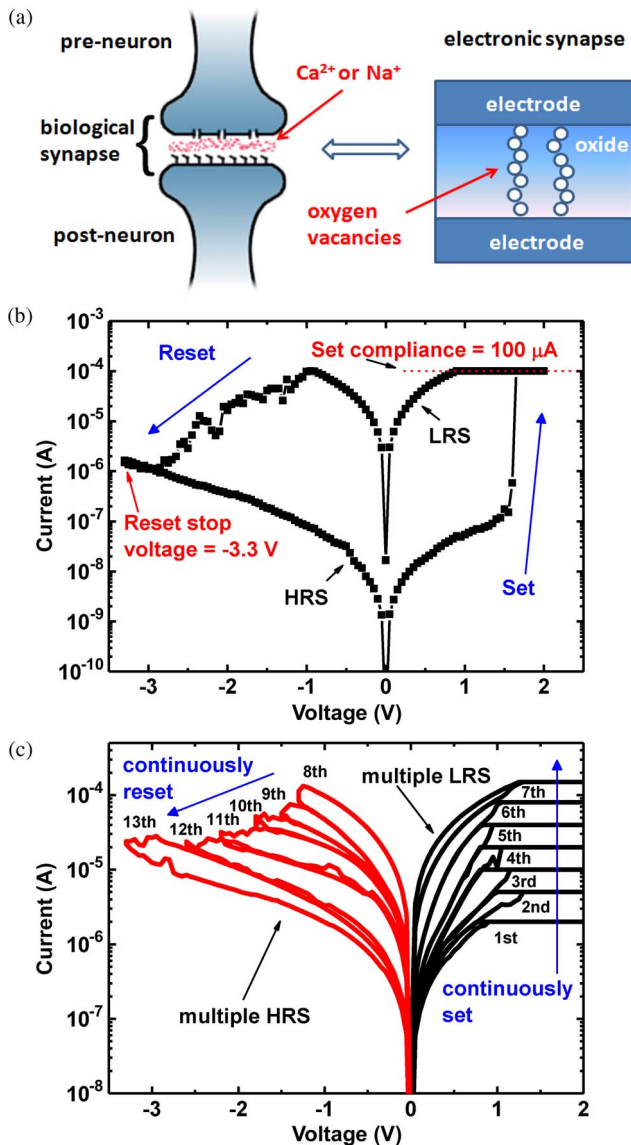 (a)
pre-neuron
electronic synapse
Ca²⁺ or Na⁺
biological
synapse
electrode
oxide
oxygen
vacancies
post-neuron
electrode
(b)
10⁻³
10⁻⁴
10⁻⁵
10⁻⁶
10⁻⁷
10⁻⁸
10⁻⁹
10⁻¹⁰
Current (A)
Reset
Set compliance = 100 μA
LRS
Reset stop
voltage = -3.3 V
HRS
Set
-3 -2 -1 0 1 2
Voltage (V)
(c)
10⁻⁴
10⁻⁵
10⁻⁶
10⁻⁷
10⁻⁸
Current (A)
continuously
reset
8th
9th
10th
11th
12th
13th
multiple LRS
7th
6th
5th
4th
3rd
2nd
1st
multiple HRS
continuously
set
-3 -2 -1 0 1 2
Voltage (V)